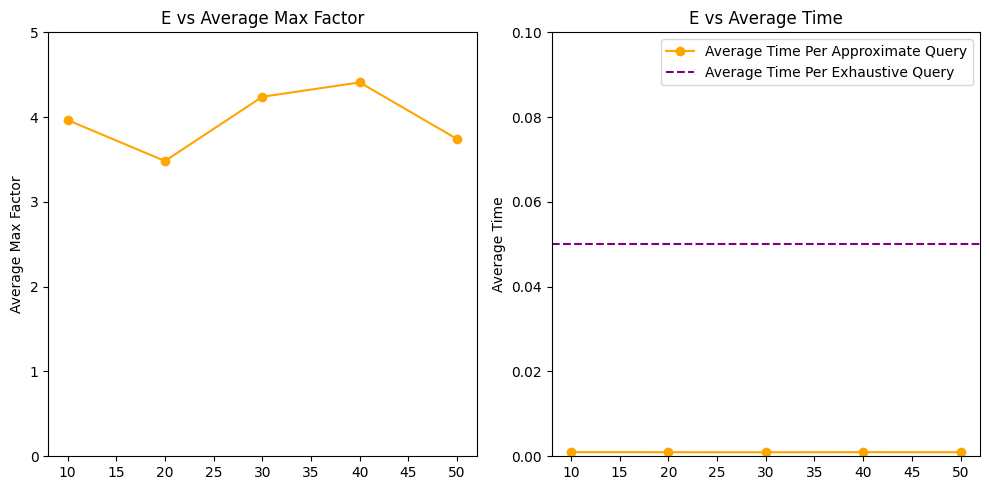 E vs Average Max Factor
Average Max Factor
5
4
3
2
1
0
10 15 20 25 30 35 40 45 50
E vs Average Time
Average Time
0.10
0.08
0.06
0.04
0.02
0.00
10 15 20 25 30 35 40 45 50
Average Time Per Approximate Query
Average Time Per Exhaustive Query